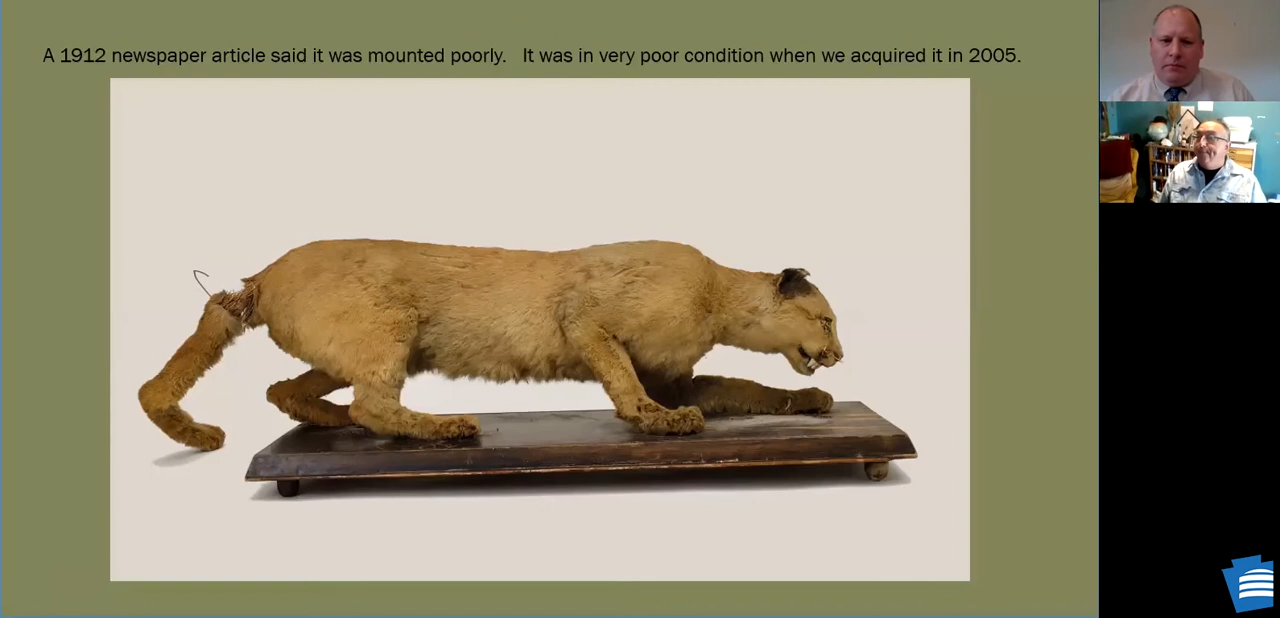 A 1912 newspaper article said it was mounted poorly.   It was in very poor condition when we acquired it in 2005.